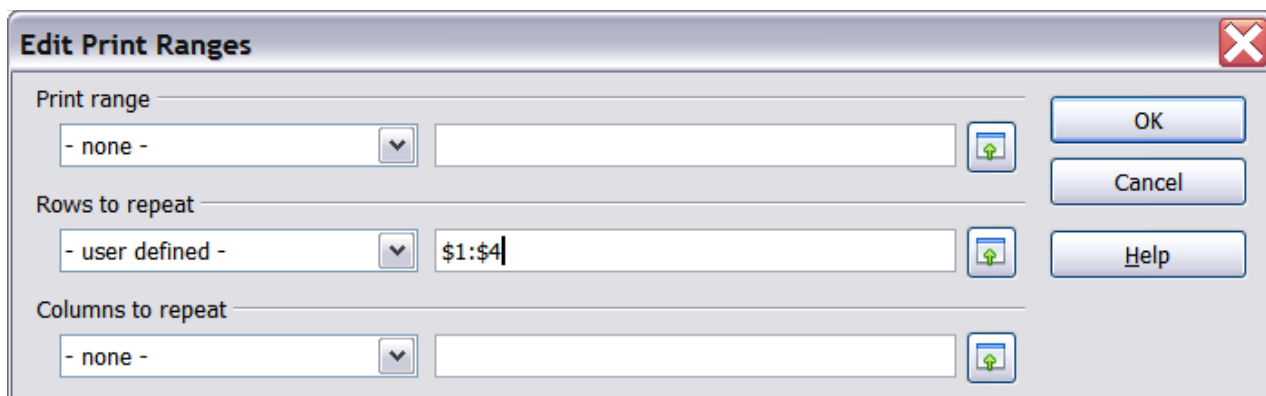 Edit Print Ranges
Print range
- none -
OK
Cancel
Rows to repeat
- user defined - $1:$4
Help
Columns to repeat
- none -